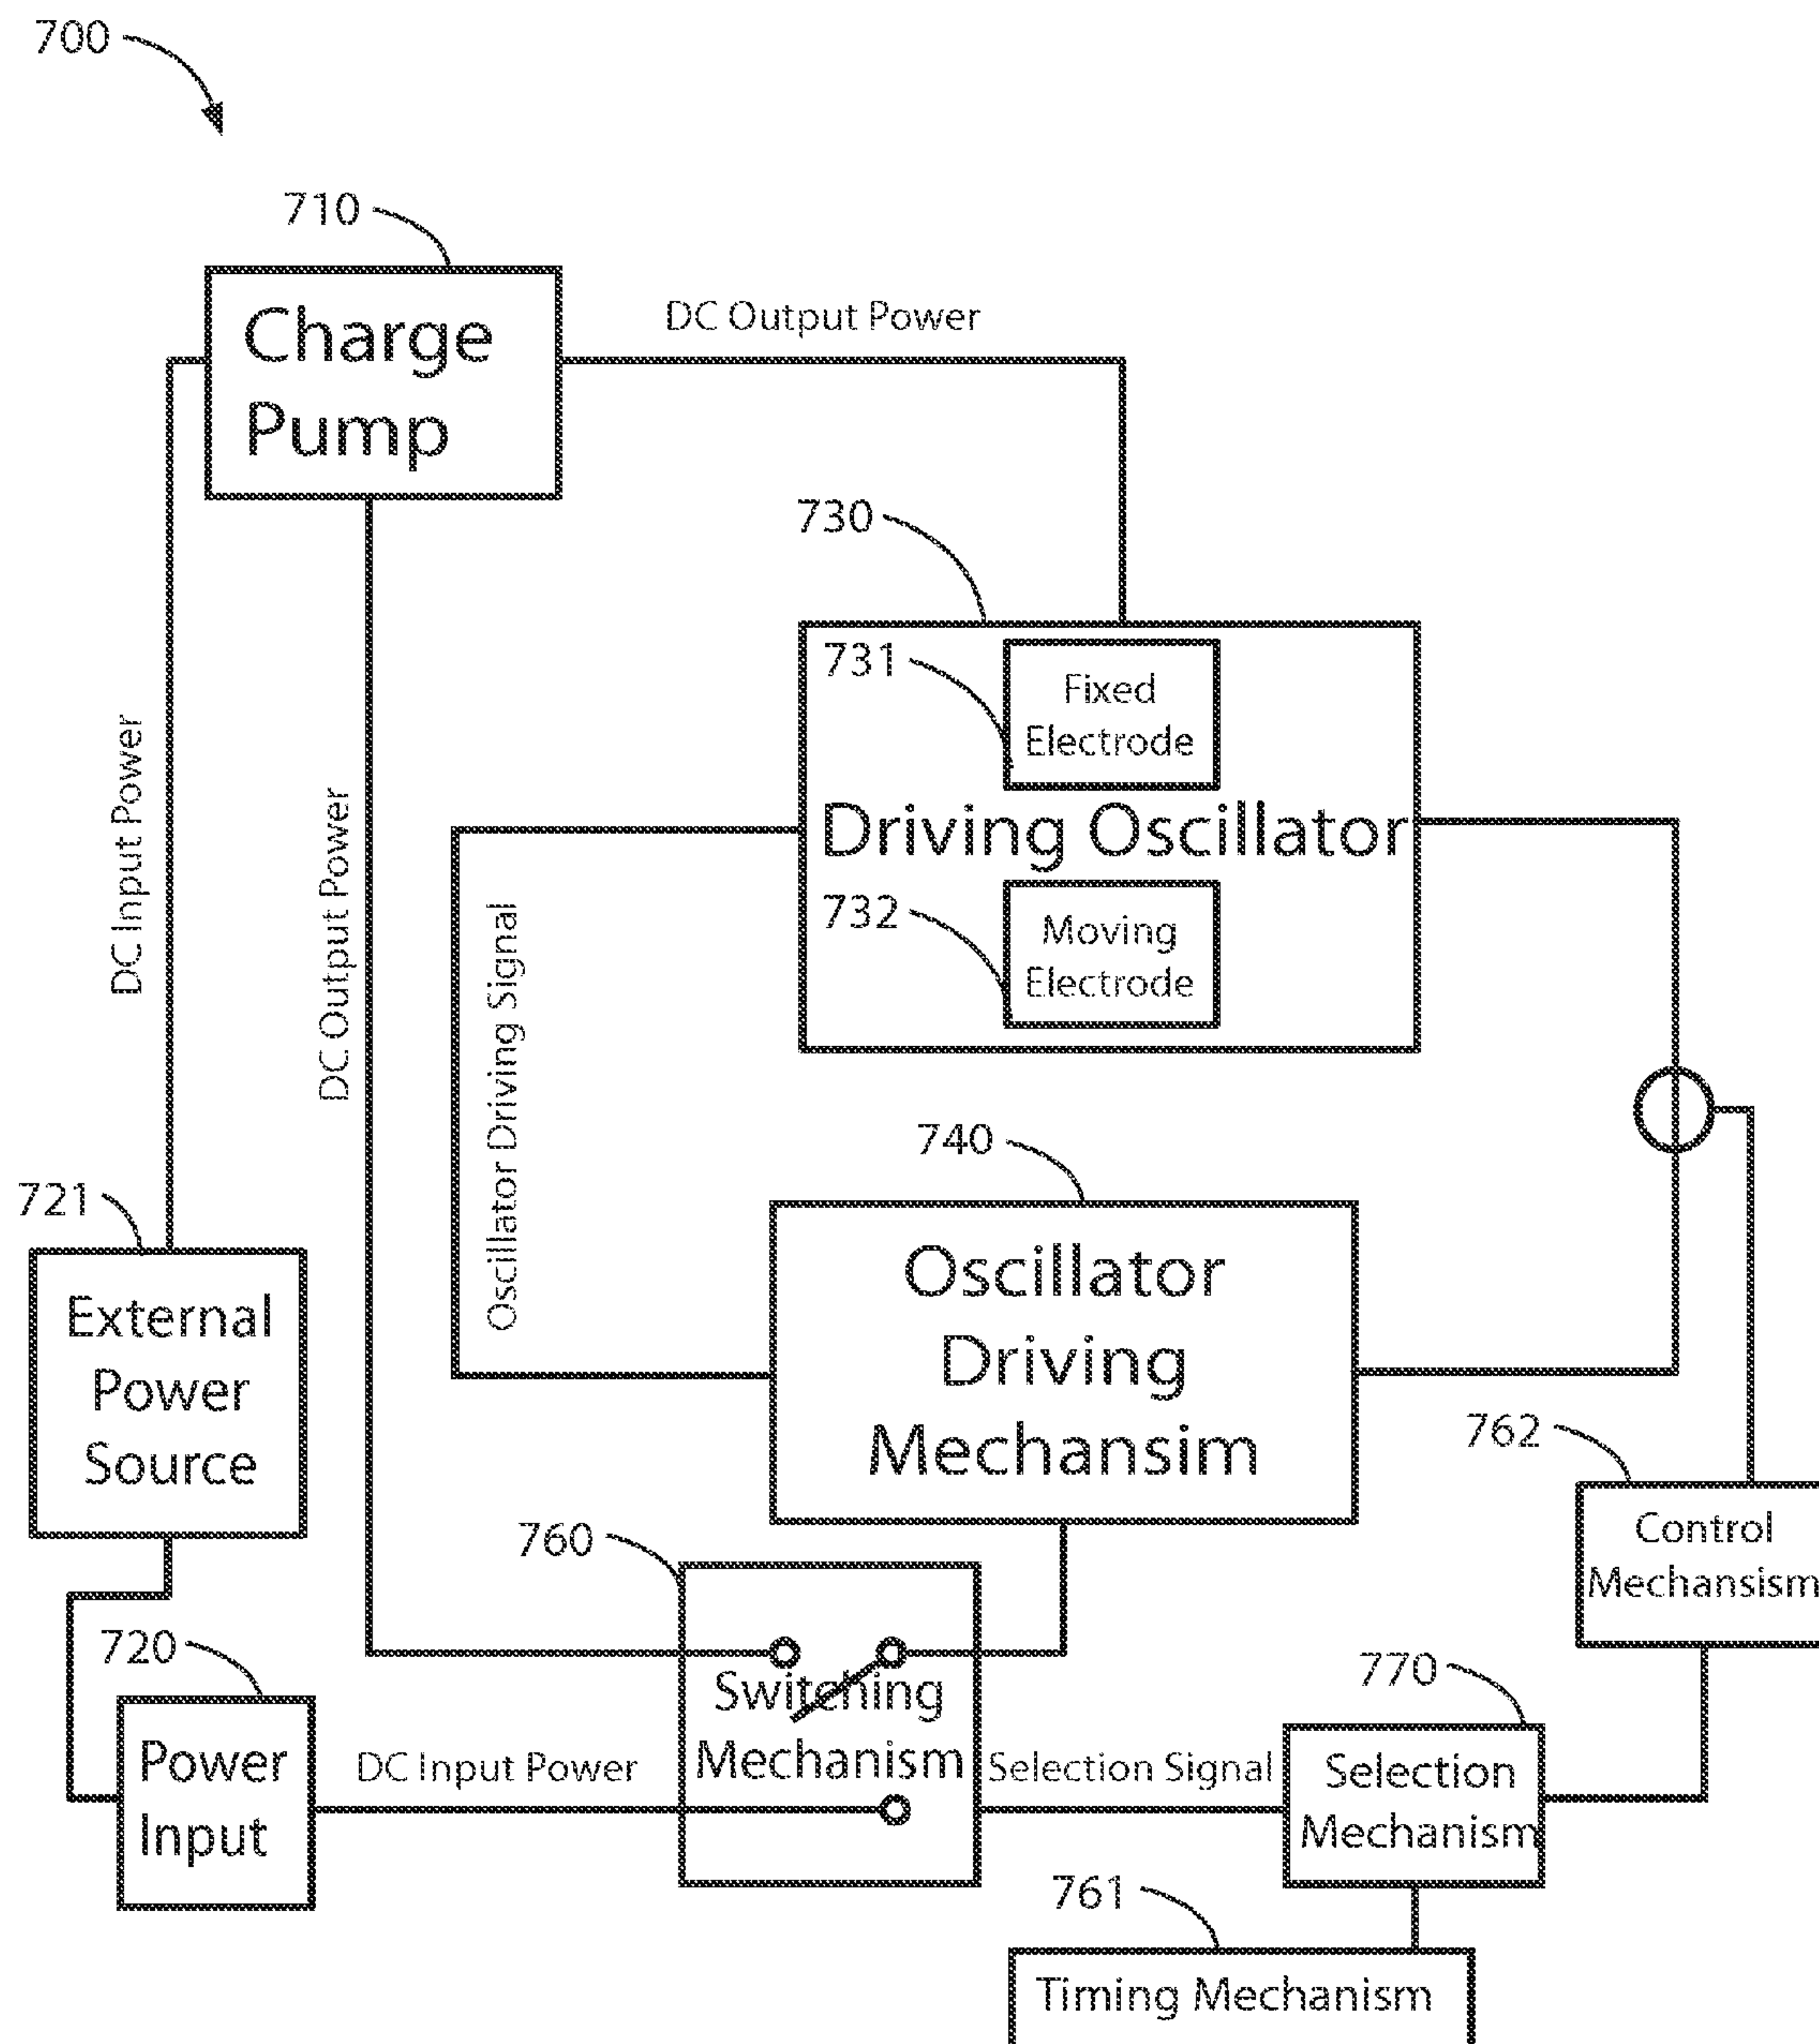 700
710
Charge
Pump
DC Output Power
730
731
Fixed
Electrode
Driving Oscillator
732
Moving
Electrode
DC Input Power
DC Output Power
Oscillator Driving Signal
740
Oscillator
Driving
Mechansim
721
External
Power
Source
762
Control
Mechansism
760
Switching
Mechanism
720
Power
Input
DC Input Power
Selection Signal
770
Selection
Mechanism
761
Timing Mechanism